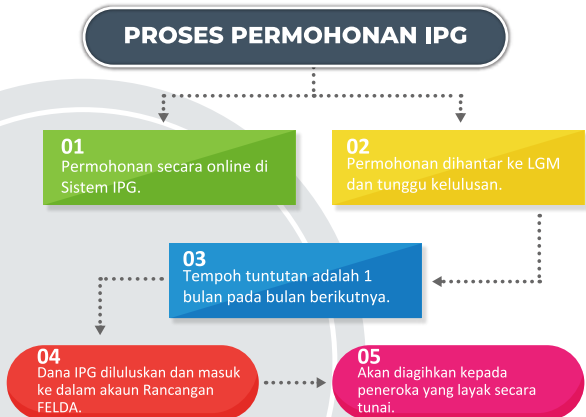 PROSES PERMOHONAN IPG
01
Permohonan secara online di
Sistem IPG.
02
Permohonan dihantar ke LGM
dan tunggu kelulusan.
03
Tempoh tuntutan adalah 1
bulan pada bulan berikutnya.
04
Dana IPG diluluskan dan masuk
ke dalam akaun Rancangan
FELDA.
05
Akan diagihkan kepada
peneroka yang layak secara
tunai.